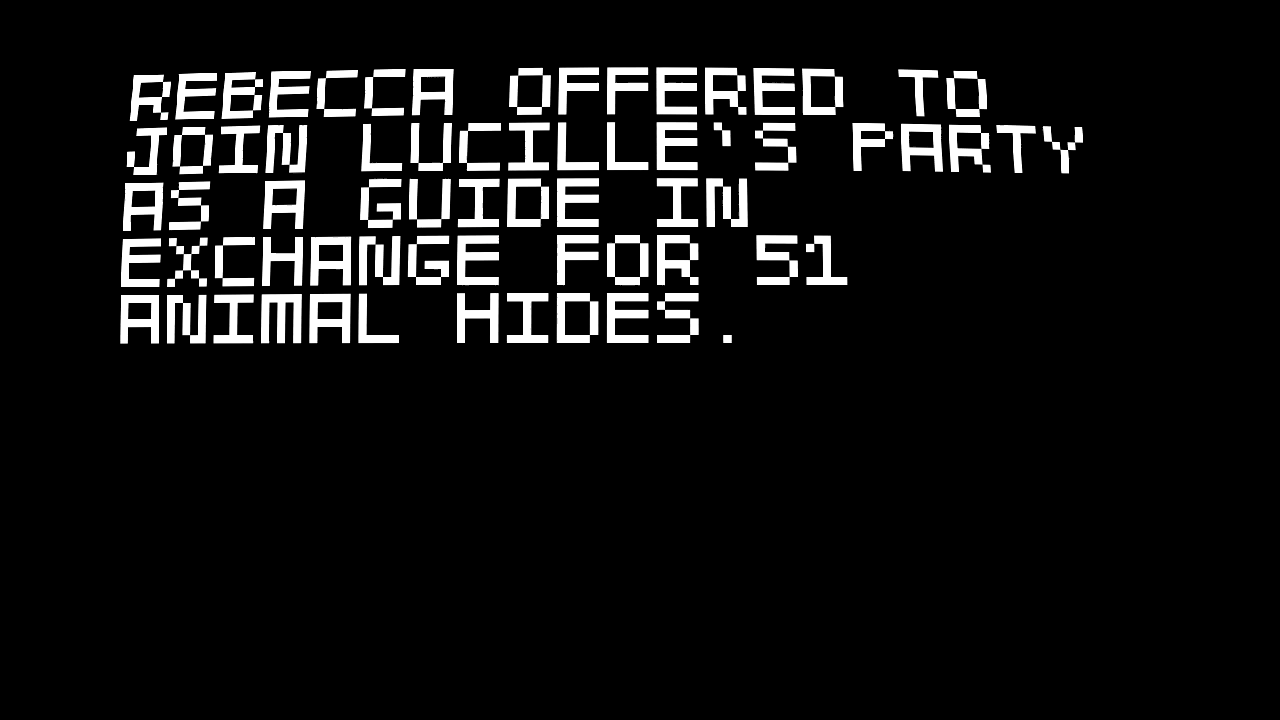 REBECCA OFFERED TO
JOIN LUCILLE'S PARTY
AS A GUIDE IN
EXCHANGE FOR 51
ANIMAL HIDES.